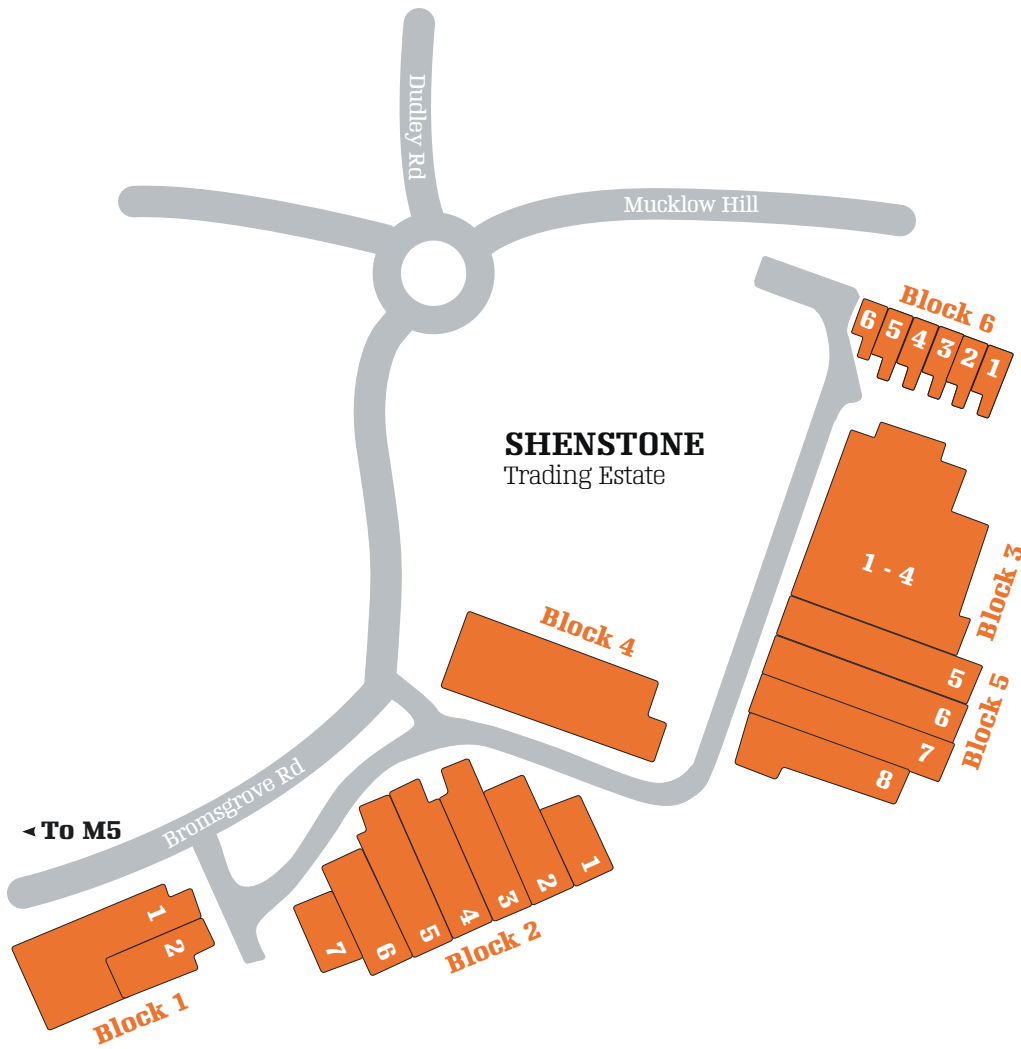 Dudley Rd
Mucklow Hill
Block 6
6
5
4
3
2
1
SHENSTONE
Trading Estate
1 - 4
Block 3
Block 4
5
6
7
8
Block 5
Bromsgrove Rd
◄ To M5
1
2
3
4
5
6
7
Block 2
1
2
Block 1